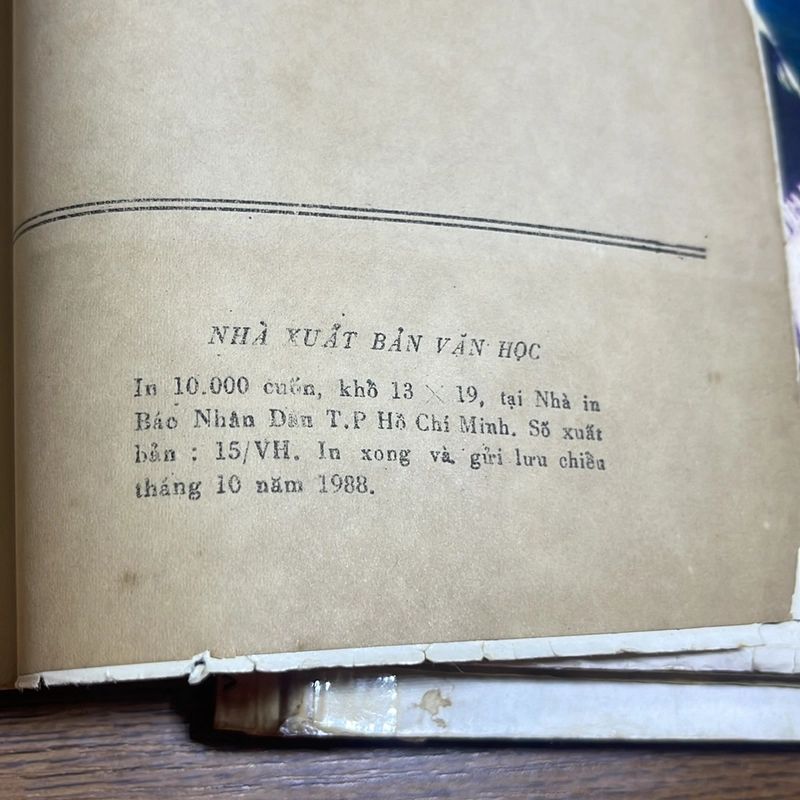 NHÀ XUẤT BẢN VĂN HỌC
In 10.000 cuốn, khổ 13 × 19, tại Nhà in
Báo Nhân Dân T.P Hồ Chí Minh. Số xuất
bản : 15/VH. In xong và gửi lưu chiều
tháng 10 năm 1988.